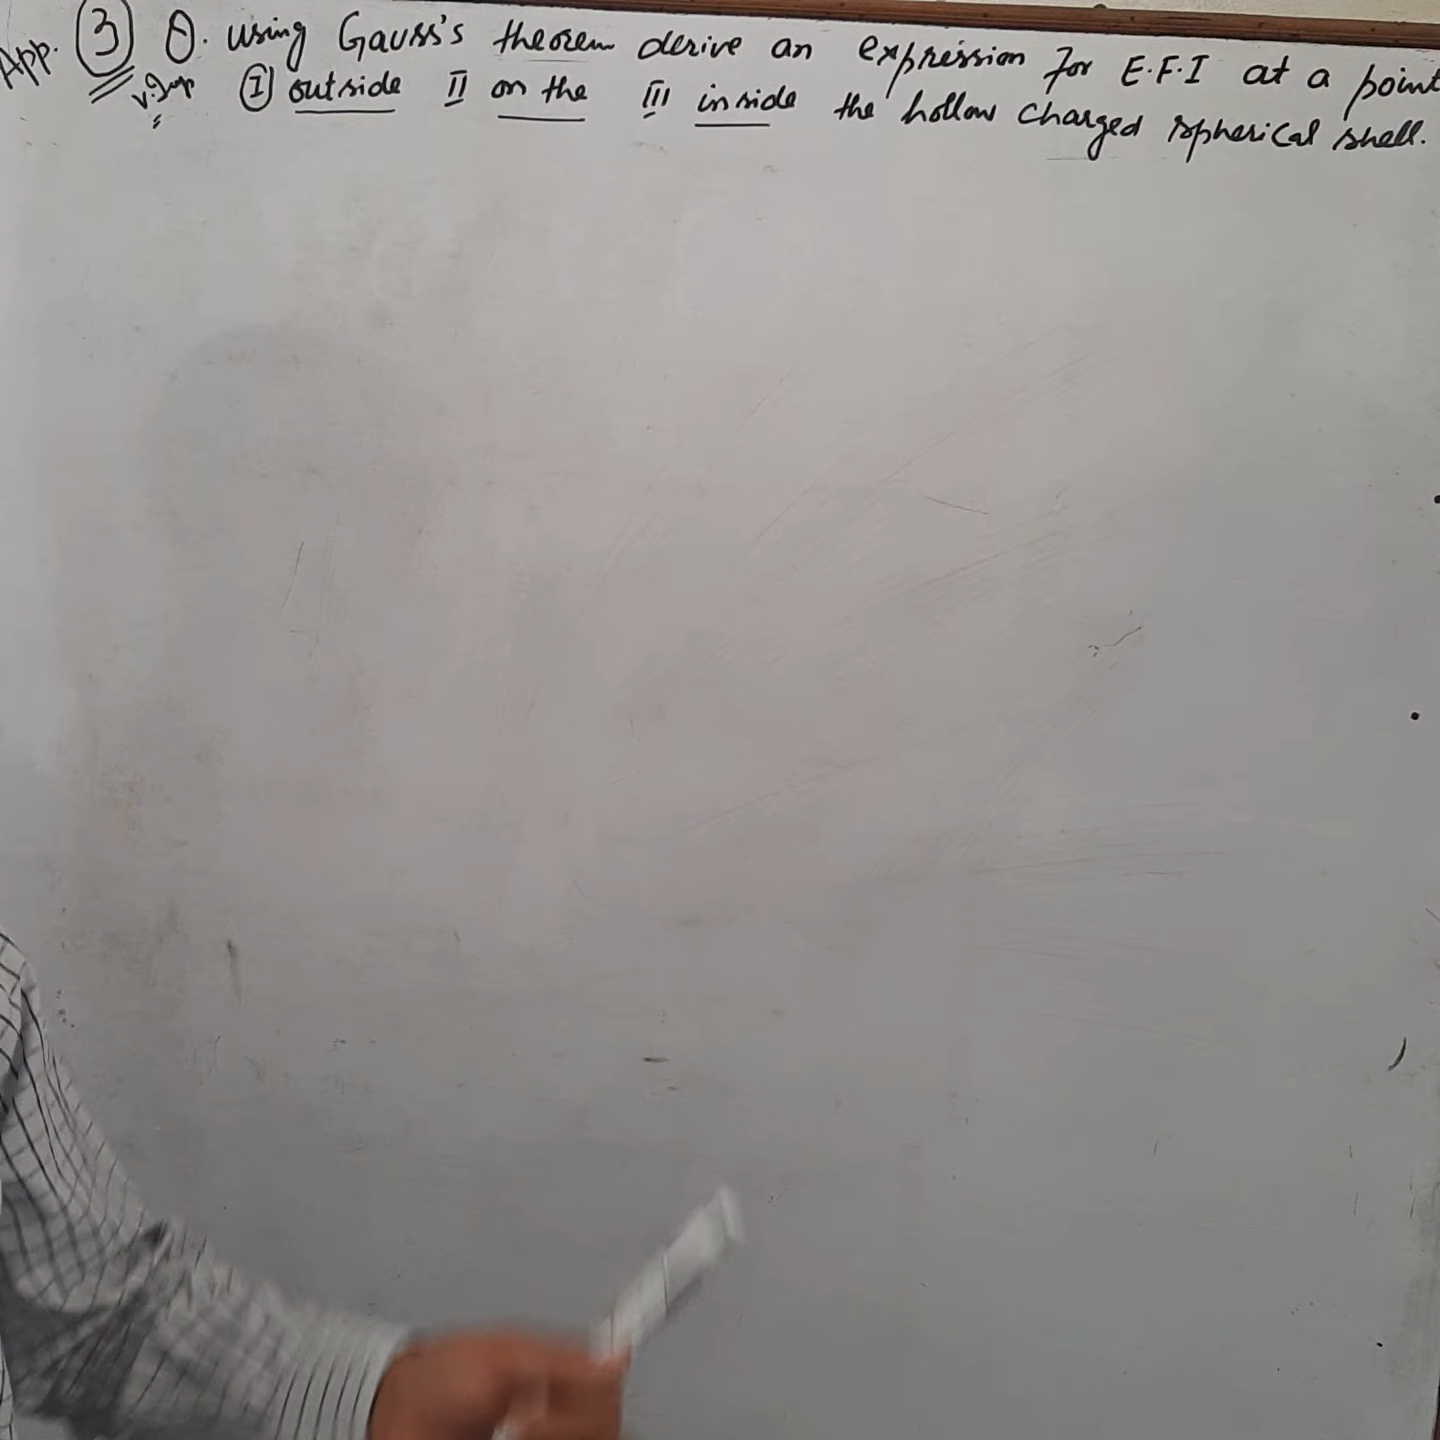 App. 3 Q. using Gauss's theorem derive an expression for E.F.I at a point
V.Imp I outside II on the III inside the hollow charged spherical shell.